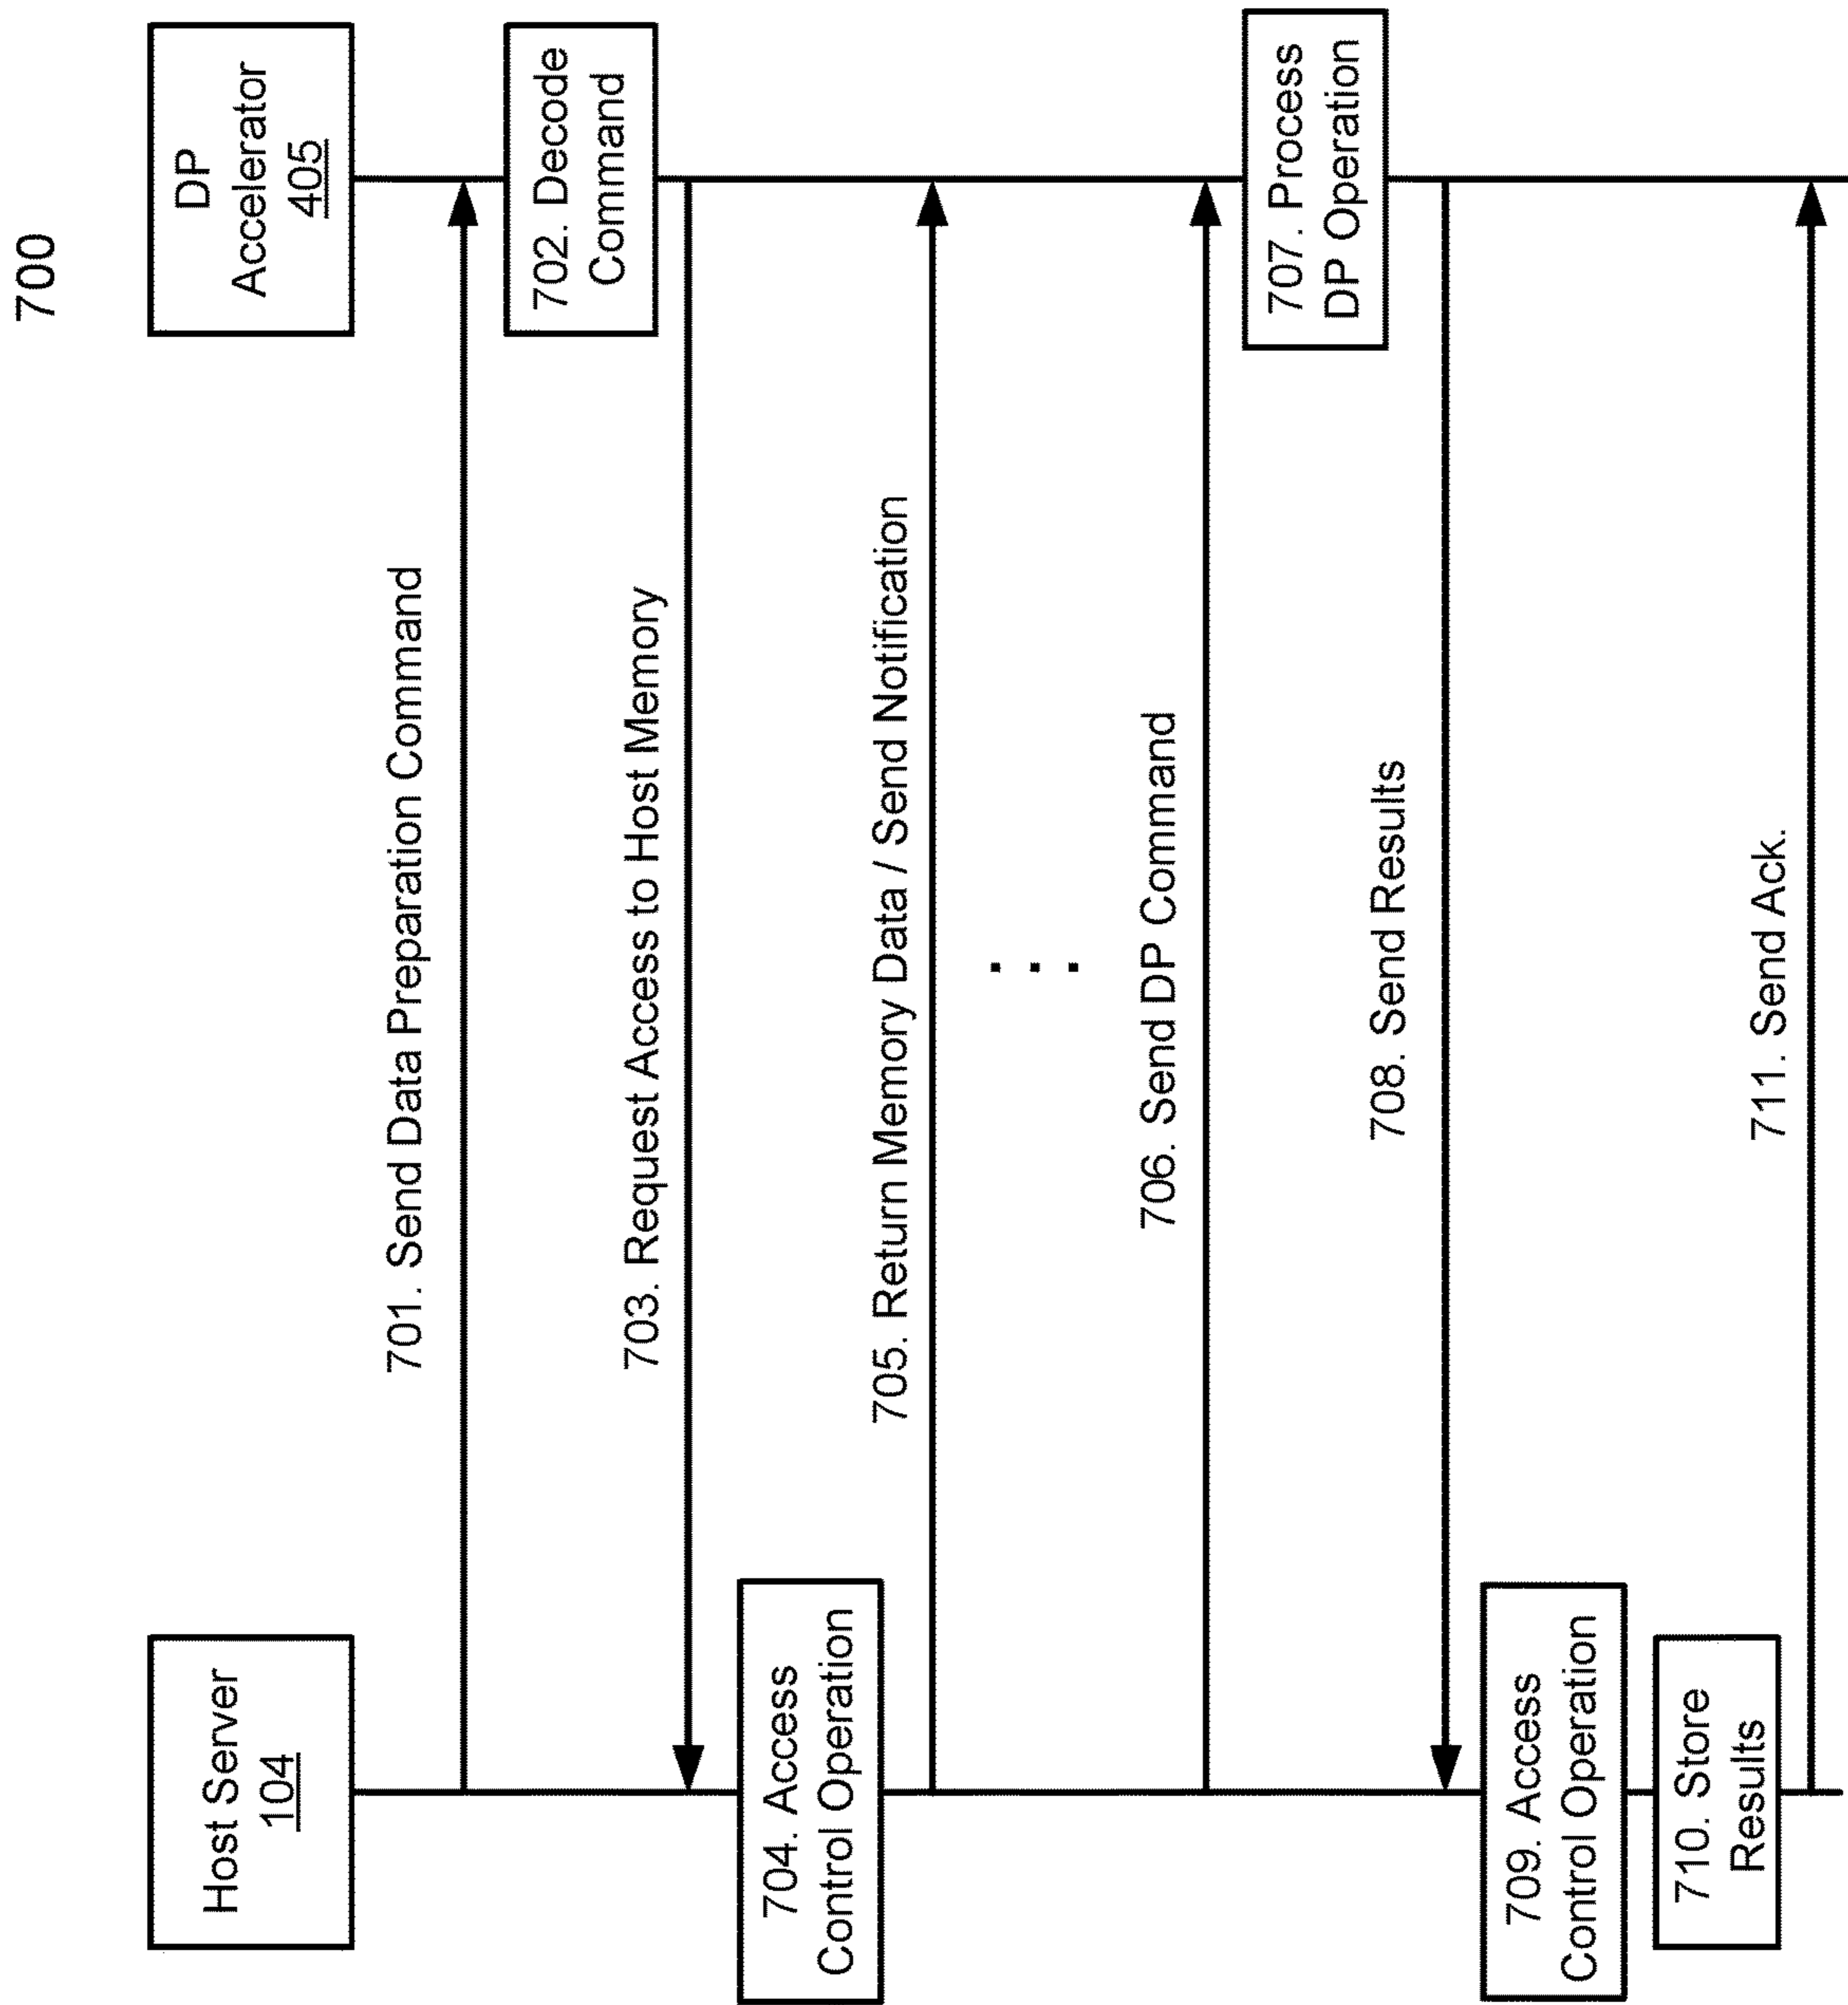 700
Host Server
104
DP
Accelerator
405
701. Send Data Preparation Command
702. Decode
Command
703. Request Access to Host Memory
704. Access
Control Operation
705. Return Memory Data / Send Notification
. . .
706. Send DP Command
707. Process
DP Operation
708. Send Results
709. Access
Control Operation
710. Store
Results
711. Send Ack.